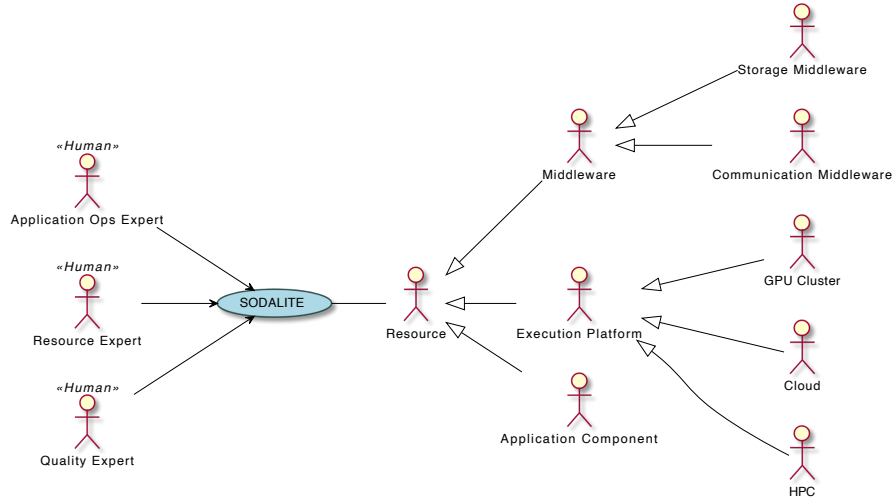 Storage Middleware
«Human»
Middleware
Communication Middleware
Application Ops Expert
«Human»
GPU Cluster
SODALITE
Resource Expert
Resource
Execution Platform
«Human»
Cloud
Application Component
Quality Expert
HPC